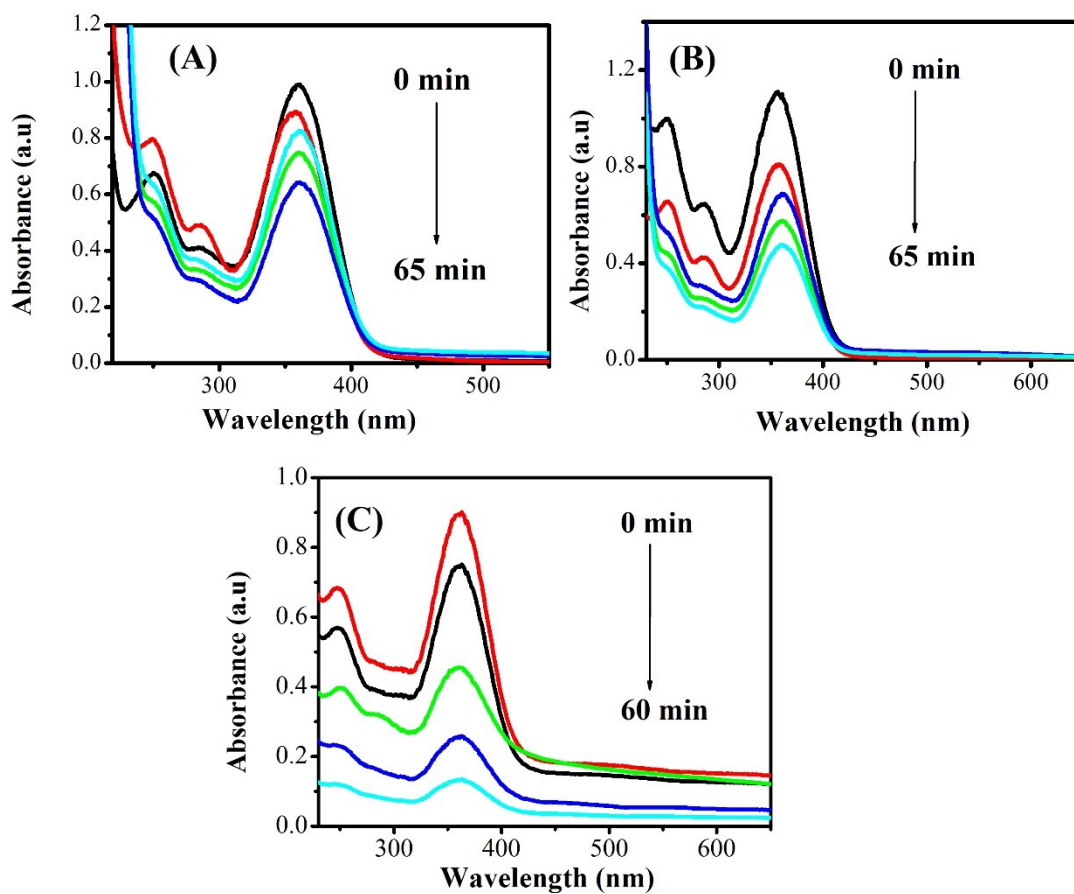 (A)
0 min
65 min
Absorbance (a.u)
1.2
1.0
0.8
0.6
0.4
0.2
0.0
300 400 500
Wavelength (nm)
(B)
0 min
65 min
Absorbance (a.u)
1.2
0.8
0.4
0.0
300 400 500 600
Wavelength (nm)
(C)
0 min
60 min
Absorbance (a.u)
1.0
0.8
0.6
0.4
0.2
0.0
300 400 500 600
Wavelength (nm)